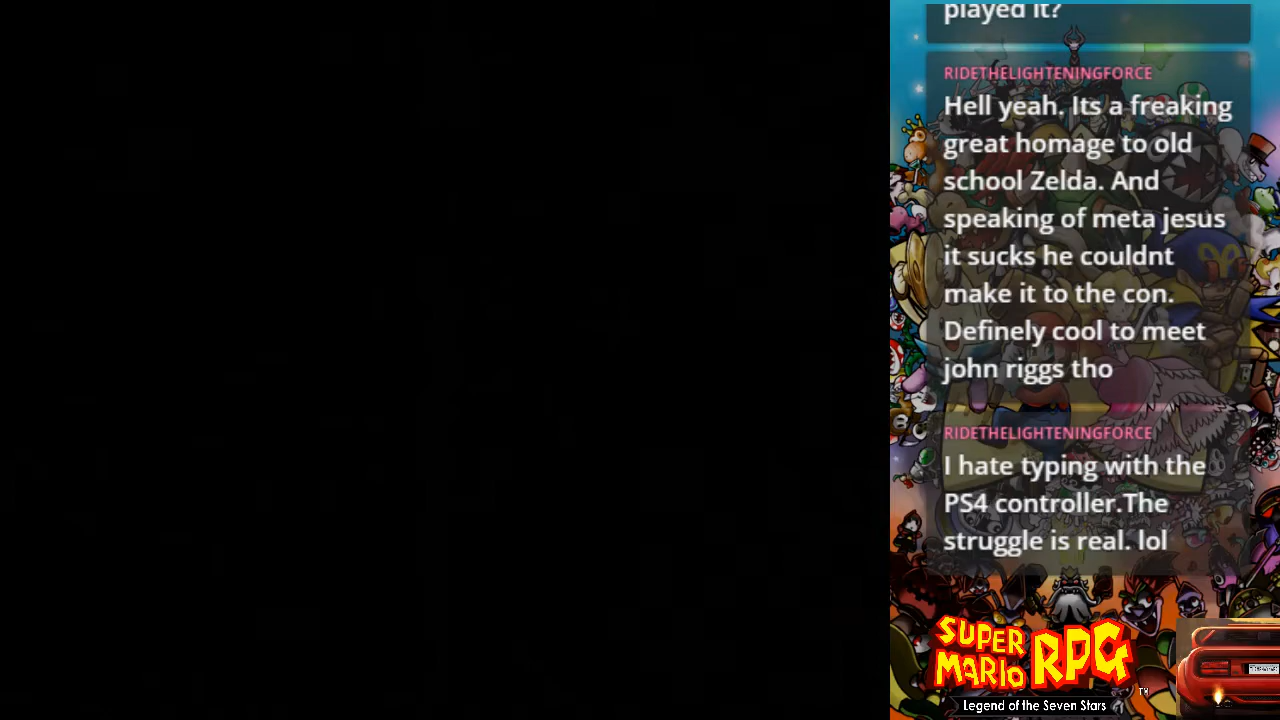 played it?
RIDETHELIGHTENINGFORCE
Hell yeah. Its a freaking
great homage to old
school Zelda. And
speaking of meta jesus
it sucks he couldnt
make it to the con.
Definely cool to meet
john riggs tho
RIDETHELIGHTENINGFORCE
I hate typing with the
PS4 controller.The
struggle is real. lol
SUPER
MARIO RPG
TM
Legend of the Seven Stars